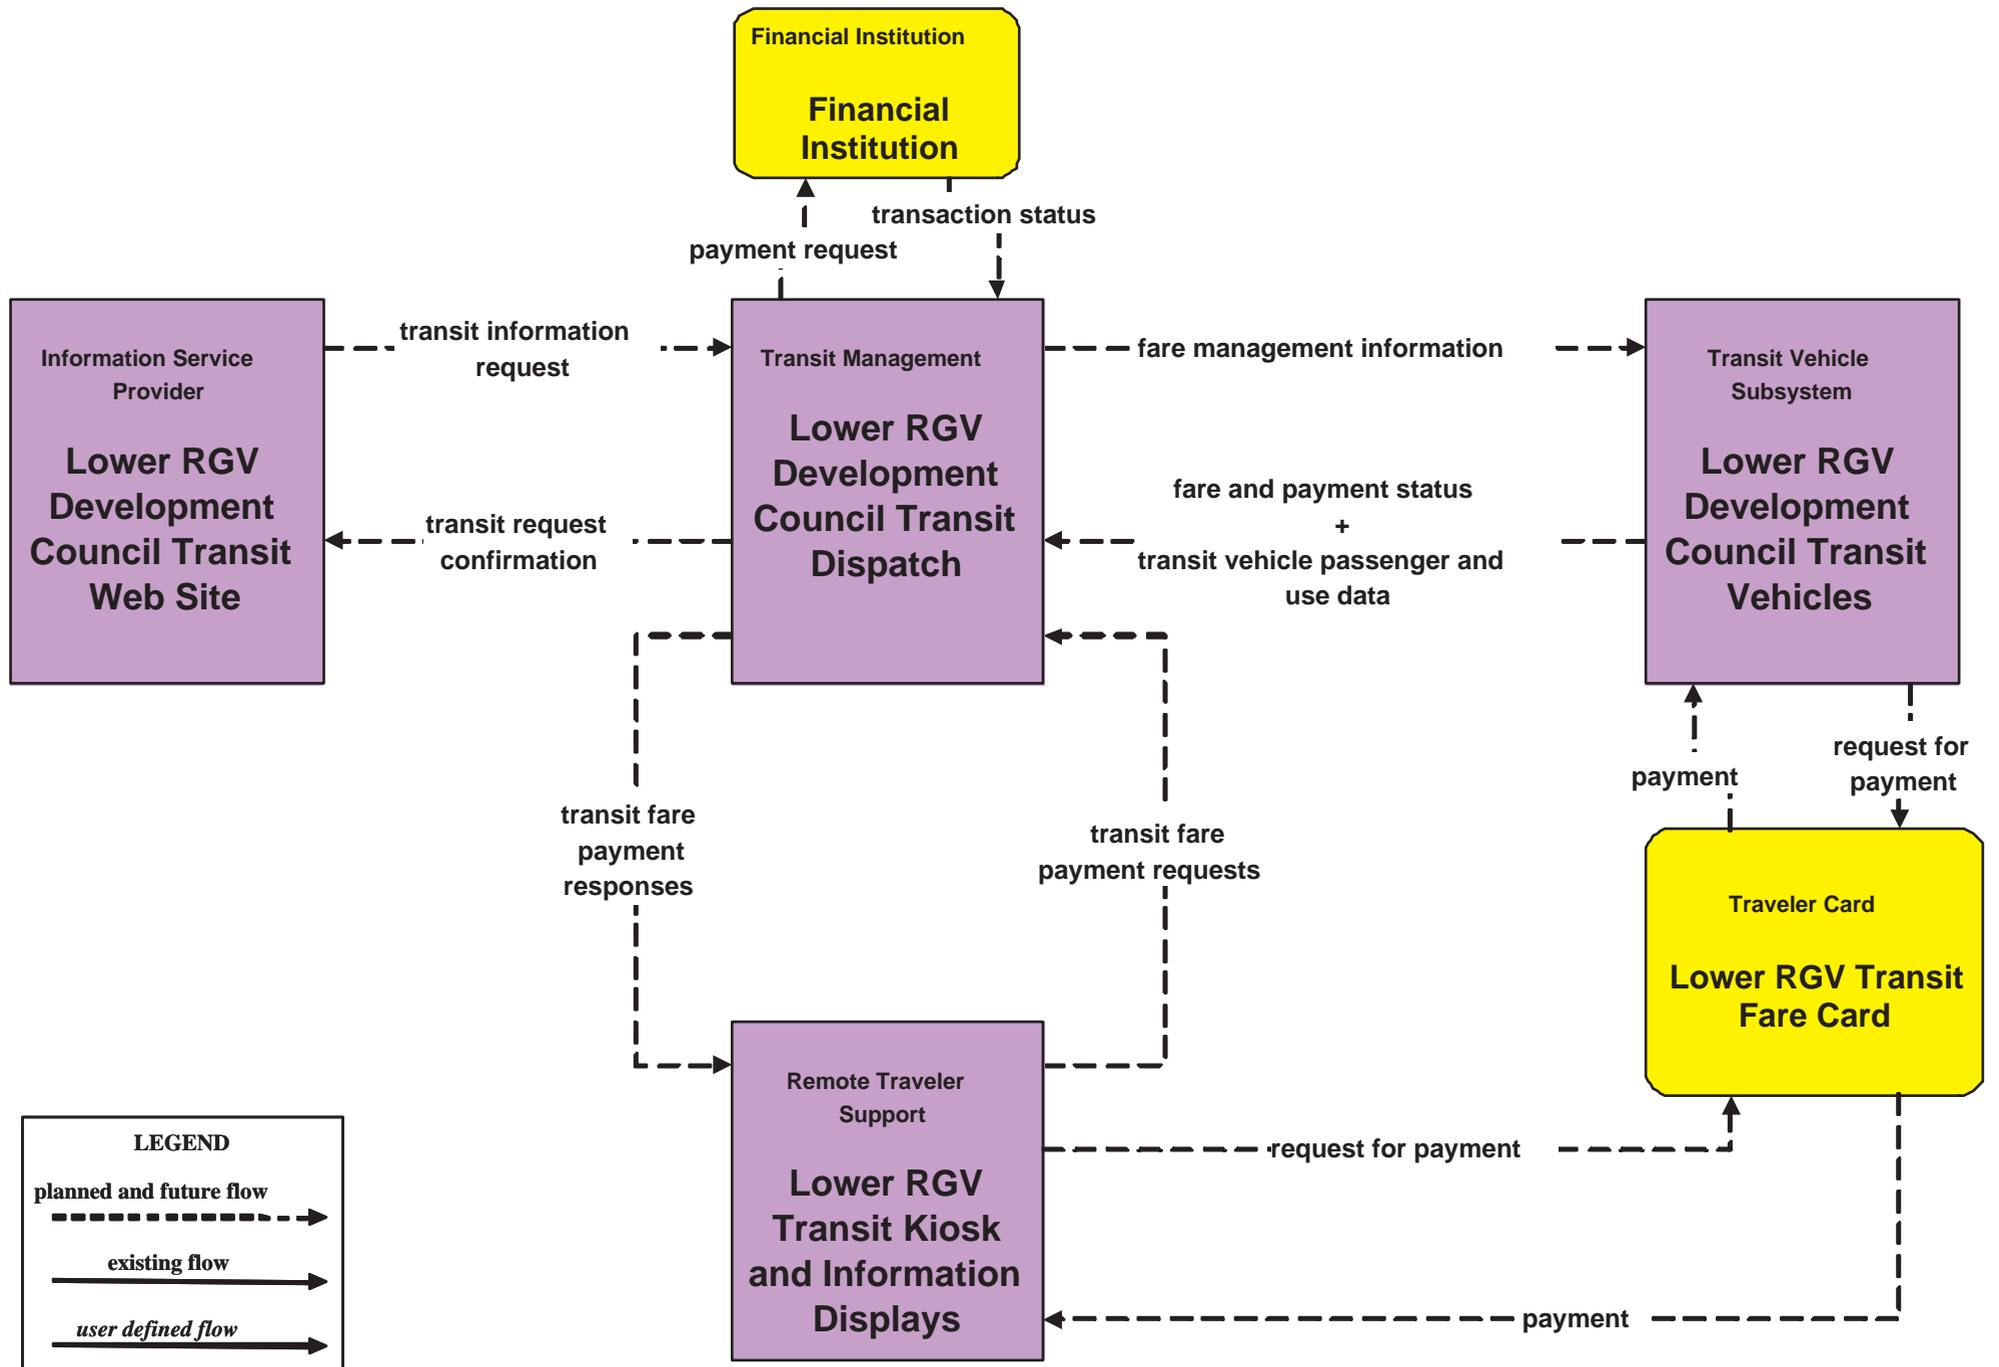 Financial Institution
Financial
Institution
transaction status
payment request
Information Service
Provider
Lower RGV
Development
Council Transit
Web Site
transit information
request
transit request
confirmation
Transit Management
Lower RGV
Development
Council Transit
Dispatch
fare management information
fare and payment status
+
transit vehicle passenger and
use data
Transit Vehicle
Subsystem
Lower RGV
Development
Council Transit
Vehicles
request for
payment
payment
transit fare
payment
responses
transit fare
payment requests
Traveler Card
Lower RGV Transit
Fare Card
Remote Traveler
Support
Lower RGV
Transit Kiosk
and Information
Displays
request for payment
payment
LEGEND
planned and future flow
existing flow
user defined flow